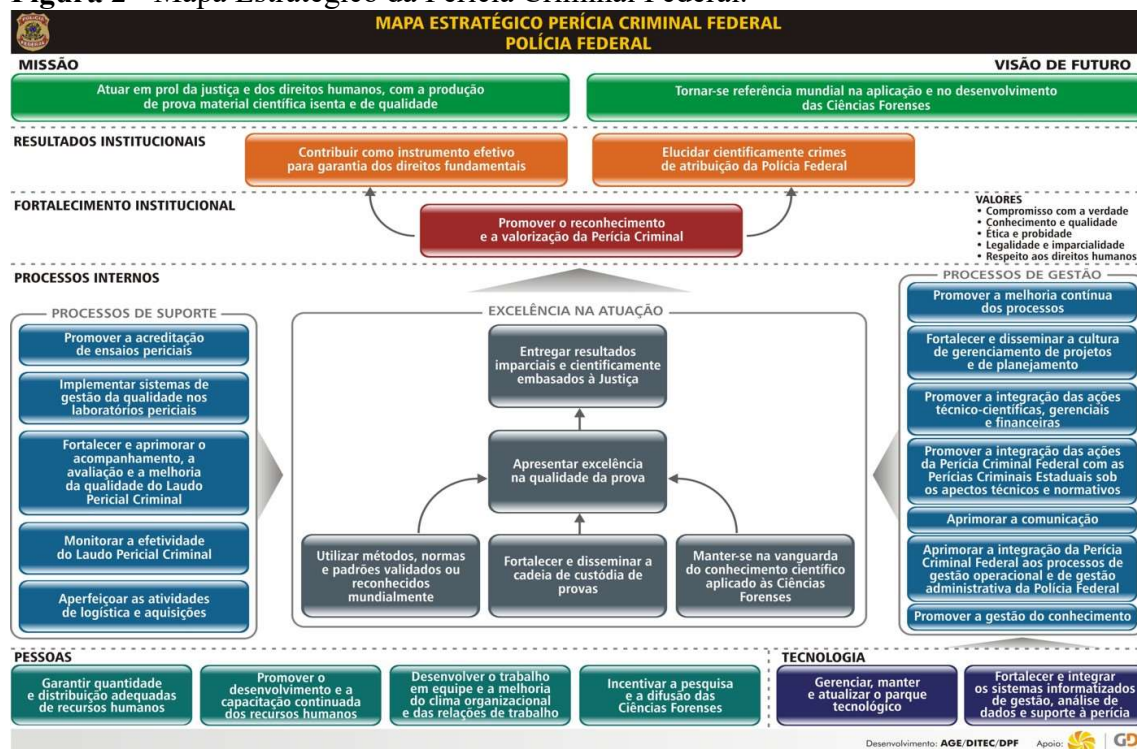 Figura 2 - Mapa Estratégico da Perícia Criminal Federal.
MAPA ESTRATÉGICO PERÍCIA CRIMINAL FEDERAL
POLÍCIA FEDERAL
MISSÃO
VISÃO DE FUTURO
Atuar em prol da justiça e dos direitos humanos, com a produção
de prova material científica isenta e de qualidade
Tornar-se referência mundial na aplicação e no desenvolvimento
das Ciências Forenses
RESULTADOS INSTITUCIONAIS
Contribuir como instrumento efetivo
para garantia dos direitos fundamentais
Elucidar cientificamente crimes
de atribuição da Polícia Federal
FORTALECIMENTO INSTITUCIONAL
Promover o reconhecimento
e a valorização da Perícia Criminal
VALORES
• Compromisso com a verdade
• Conhecimento e qualidade
• Ética e probidade
• Legalidade e imparcialidade
• Respeito aos direitos humanos
PROCESSOS INTERNOS
PROCESSOS DE SUPORTE
Promover a acreditação
de ensaios periciais
Implementar sistemas de
gestão da qualidade nos
laboratórios periciais
Fortalecer e aprimorar o
acompanhamento, a
avaliação e a melhoria
da qualidade do Laudo
Pericial Criminal
Monitorar a efetividade
do Laudo Pericial Criminal
Aperfeiçoar as atividades
de logística e aquisições
EXCELÊNCIA NA ATUAÇÃO
Entregar resultados
imparciais e cientificamente
embasados à Justiça
Apresentar excelência
na qualidade da prova
Utilizar métodos, normas
e padrões validados ou
reconhecidos
mundialmente
Fortalecer e disseminar a
cadeia de custódia de
provas
Manter-se na vanguarda
do conhecimento científico
aplicado às Ciências
Forenses
PROCESSOS DE GESTÃO
Promover a melhoria contínua
dos processos
Fortalecer e disseminar a cultura
de gerenciamento de projetos
e de planejamento
Promover a integração das ações
técnico-científicas, gerenciais
e financeiras
Promover a integração das ações
da Perícia Criminal Federal com as
Perícias Criminais Estaduais sob
os apectos técnicos e normativos
Aprimorar a comunicação
Aprimorar a integração da Perícia
Criminal Federal aos processos de
gestão operacional e de gestão
administrativa da Polícia Federal
Promover a gestão do conhecimento
PESSOAS
Garantir quantidade
e distribuição adequadas
de recursos humanos
Promover o
desenvolvimento e a
capacitação continuada
dos recursos humanos
Desenvolver o trabalho
em equipe e a melhoria
do clima organizacional
e das relações de trabalho
Incentivar a pesquisa
e a difusão das
Ciências Forenses
TECNOLOGIA
Gerenciar, manter
e atualizar o parque
tecnológico
Fortalecer e integrar
os sistemas informatizados
de gestão, análise de
dados e suporte à perícia
Desenvolvimento: AGE/DITEC/DPF Apoio: